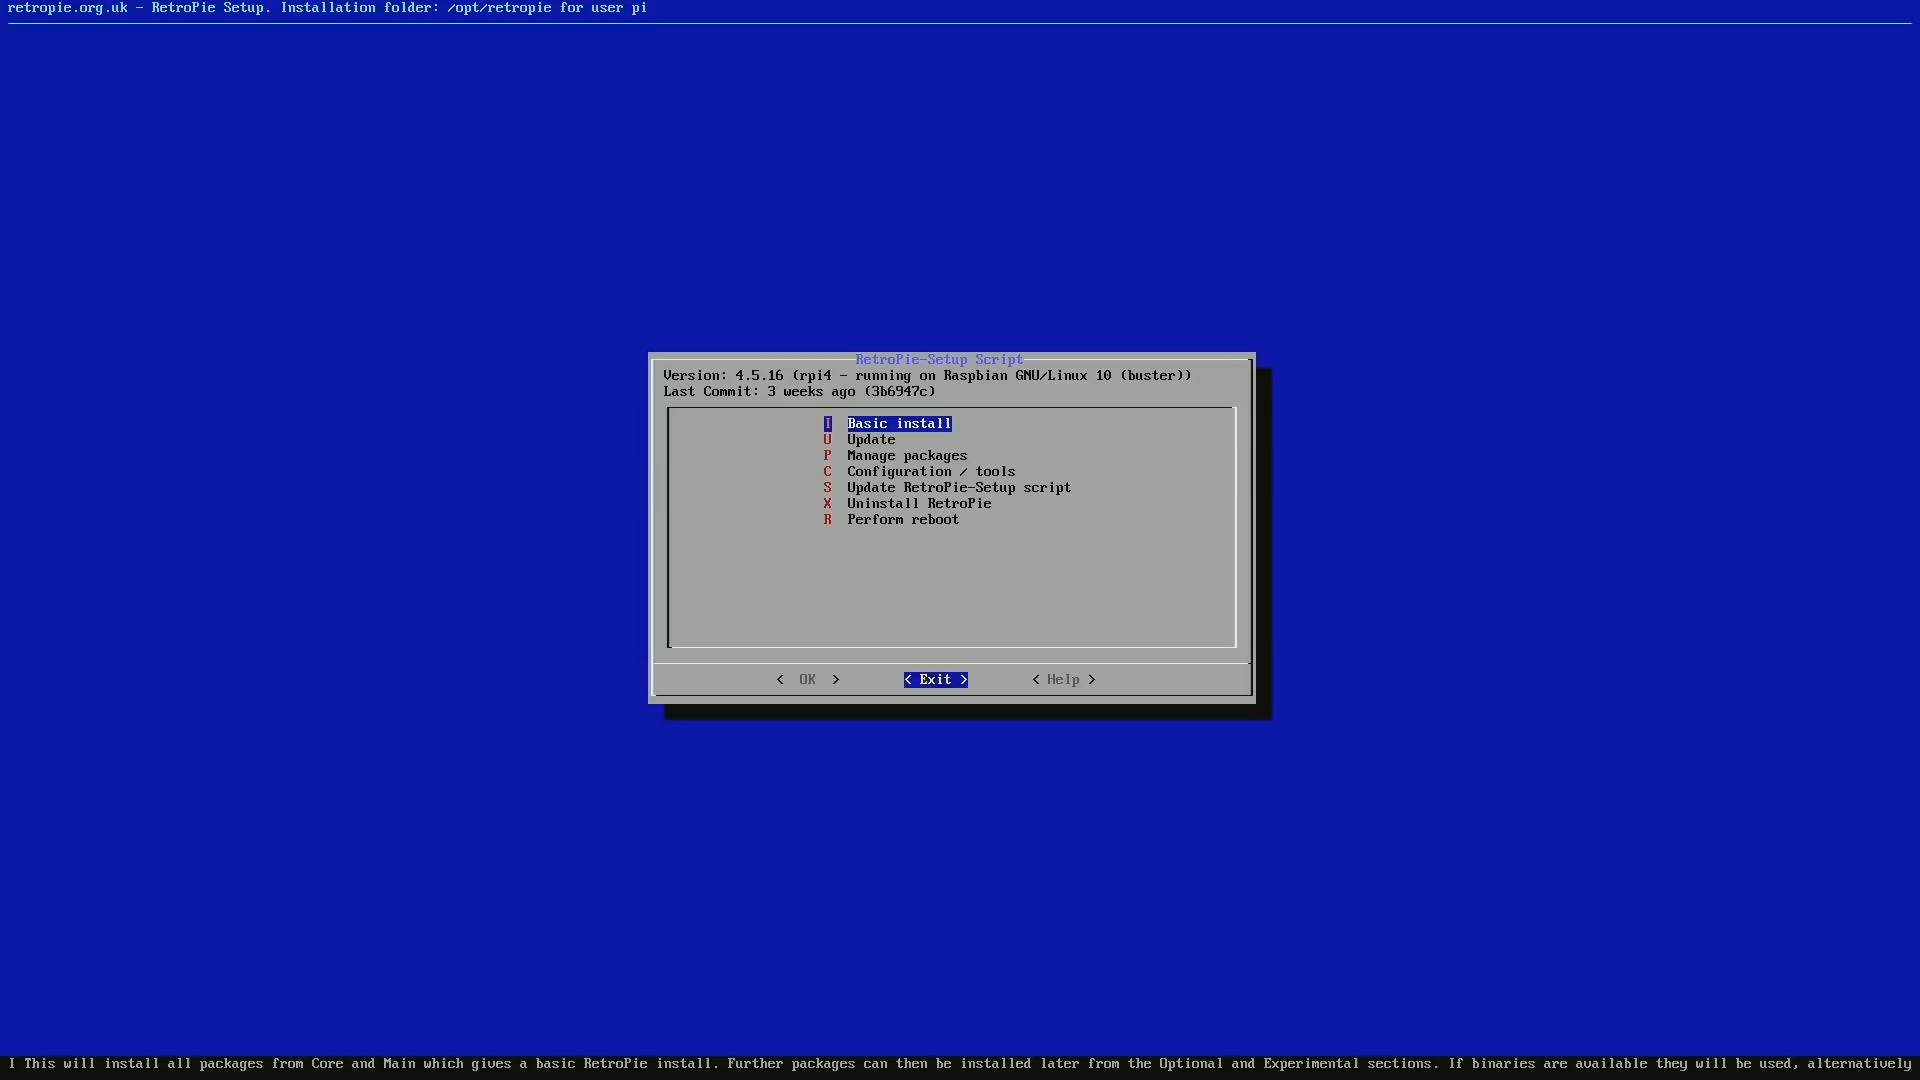 retropie.org.uk - RetroPie Setup. Installation folder: /opt/retropie for user pi
RetroPie-Setup Script
Version: 4.5.16 (rpi4 - running on Raspbian GNU/Linux 10 (buster))
Last Commit: 3 weeks ago (3b6947c)
I Basic install
U Update
P Manage packages
C Configuration / tools
S Update RetroPie-Setup script
X Uninstall RetroPie
R Perform reboot
< OK > < Exit > < Help >
I This will install all packages from Core and Main which gives a basic RetroPie install. Further packages can then be installed later from the Optional and Experimental sections. If binaries are available they will be used, alternatively